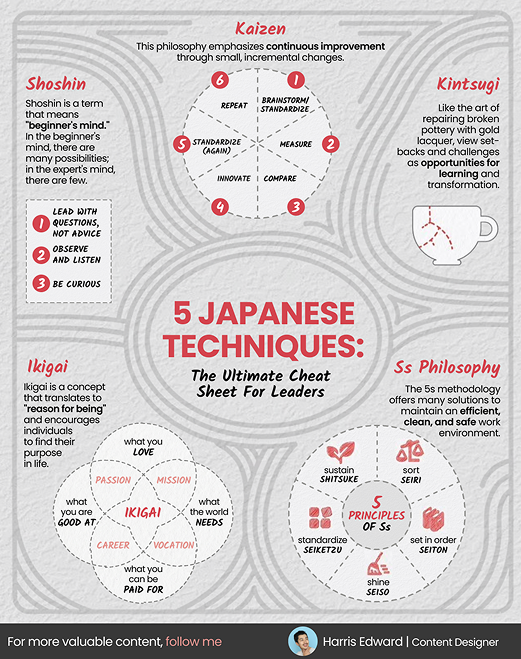 Kaizen
This philosophy emphasizes continuous improvement
through small, incremental changes.
6
REPEAT
1
BRAINSTORM/
STANDARDIZE
5
STANDARDIZE
(AGAIN)
MEASURE
2
INNOVATE
COMPARE
4
3
Shoshin
Shoshin is a term
that means
"beginner's mind."
In the beginner's
mind, there are
many possibilities;
in the expert's mind,
there are few.
1
LEAD WITH
QUESTIONS,
NOT ADVICE
2
OBSERVE
AND LISTEN
3
BE CURIOUS
Kintsugi
Like the art of
repairing broken
pottery with gold
lacquer, view set-
backs and challenges
as opportunities for
learning and
transformation.
5 JAPANESE
TECHNIQUES:
The Ultimate Cheat
Sheet For Leaders
Ikigai
Ikigai is a concept
that translates to
"reason for being"
and encourages
individuals
to find their
purpose
in life.
what you
LOVE
PASSION
MISSION
what
you are
GOOD AT
IKIGAI
what
the world
NEEDS
CAREER
VOCATION
what you
can be
PAID FOR
Ss Philosophy
The 5s methodology
offers many solutions to
maintain an efficient,
clean, and safe work
environment.
sustain
SHITSUKE
sort
SEIRI
5
PRINCIPLES
OF Ss
standardize
SEIKETZU
set in order
SEITON
shine
SEISO
For more valuable content, follow me
Harris Edward | Content Designer